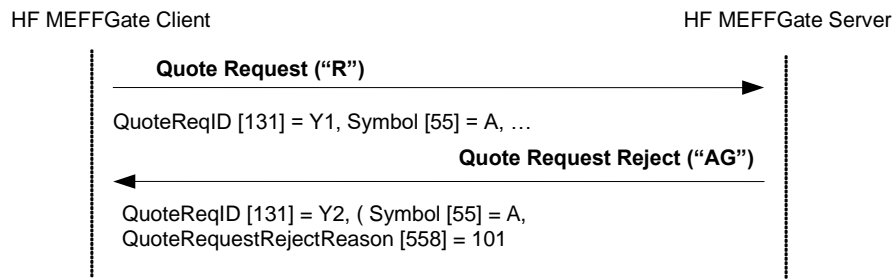 HF MEFFGate Client
HF MEFFGate Server
Quote Request (“R”)
QuoteReqID [131] = Y1, Symbol [55] = A, …
Quote Request Reject (“AG”)
QuoteReqID [131] = Y2, ( Symbol [55] = A,
QuoteRequestRejectReason [558] = 101